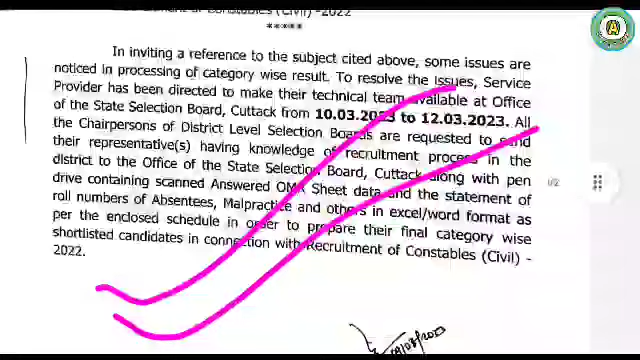 of Constables (Civil) -2022
*****
In inviting a reference to the subject cited above, some issues are
noticed in processing of category wise result. To resolve the issues, Service
Provider has been directed to make their technical team available at Office
of the State Selection Board, Cuttack from 10.03.2023 to 12.03.2023. All
the Chairpersons of District Level Selection Boards are requested to send
their representative(s) having knowledge of recruitment process in the
district to the Office of the State Selection Board, Cuttack along with pen
drive containing scanned Answered OMR Sheet data and the statement of
roll numbers of Absentees, Malpractice and others in excel/word format as
per the enclosed schedule in order to prepare their final category wise
shortlisted candidates in connection with Recruitment of Constables (Civil) -
2022.
1/2
A